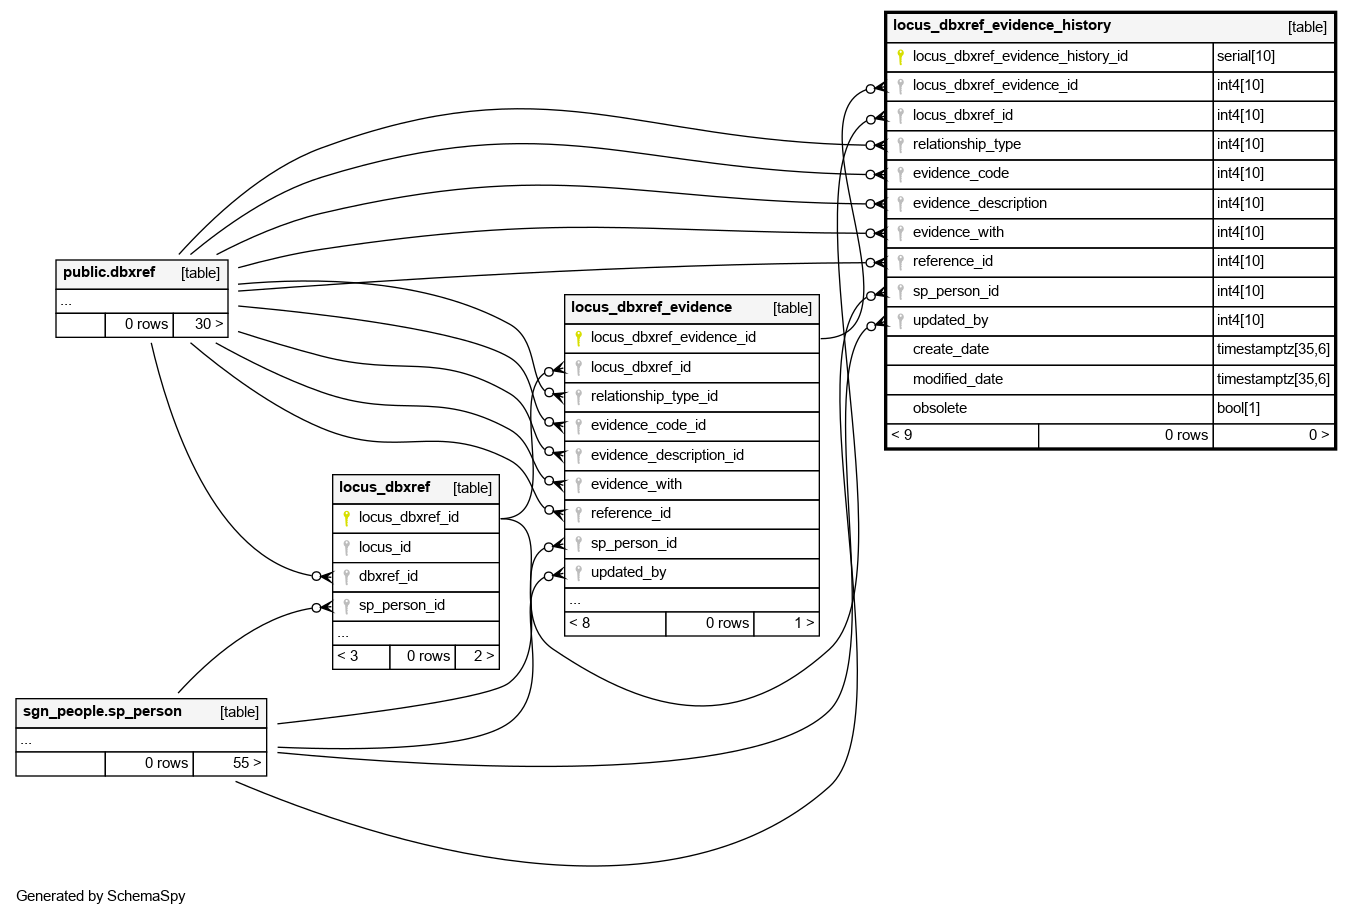 locus_dbxref_evidence_history [table]
locus_dbxref_evidence_history_id serial[10]
locus_dbxref_evidence_id int4[10]
locus_dbxref_id int4[10]
relationship_type int4[10]
evidence_code int4[10]
evidence_description int4[10]
evidence_with int4[10]
reference_id int4[10]
sp_person_id int4[10]
updated_by int4[10]
create_date timestamptz[35,6]
modified_date timestamptz[35,6]
obsolete bool[1]
< 9 0 rows 0 >
public.dbxref [table]
...
0 rows 30 >
locus_dbxref_evidence [table]
locus_dbxref_evidence_id
locus_dbxref_id
relationship_type_id
evidence_code_id
evidence_description_id
evidence_with
reference_id
sp_person_id
updated_by
...
< 8 0 rows 1 >
locus_dbxref [table]
locus_dbxref_id
locus_id
dbxref_id
sp_person_id
...
< 3 0 rows 2 >
sgn_people.sp_person [table]
...
0 rows 55 >
Generated by SchemaSpy